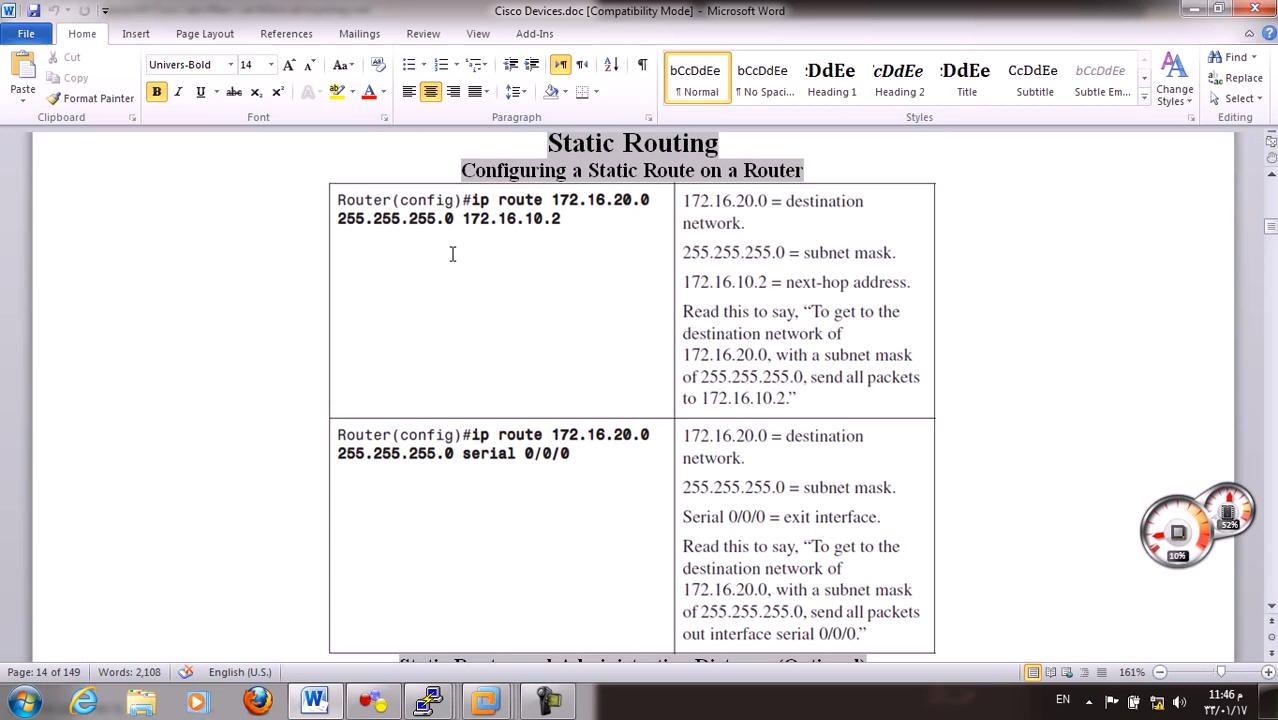 Cisco Devices.doc [Compatibility Mode] - Microsoft Word
File Home Insert Page Layout References Mailings Review View Add-Ins
Paste
Cut
Copy
Format Painter
Clipboard
Univers-Bold 14
Font
Paragraph
bCcDdEe bCcDdEe :DdEe :cDdEe DdEe CcDdEe bCcDdEe
¶ Normal ¶ No Spaci... Heading 1 Heading 2 Title Subtitle Subtle Em...
Styles
Change
Styles
Find
Replace
Select
Editing
Static Routing
Configuring a Static Route on a Router
Router(config)#ip route 172.16.20.0
255.255.255.0 172.16.10.2
172.16.20.0 = destination
network.
255.255.255.0 = subnet mask.
172.16.10.2 = next-hop address.
Read this to say, “To get to the
destination network of
172.16.20.0, with a subnet mask
of 255.255.255.0, send all packets
to 172.16.10.2.”
Router(config)#ip route 172.16.20.0
255.255.255.0 serial 0/0/0
172.16.20.0 = destination
network.
255.255.255.0 = subnet mask.
Serial 0/0/0 = exit interface.
Read this to say, “To get to the
destination network of
172.16.20.0, with a subnet mask
of 255.255.255.0, send all packets
out interface serial 0/0/0.”
10%
52%
Page: 14 of 149 Words: 2,108 English (U.S.) 161%
EN
11:46 م
٣٣/٠١/١٧